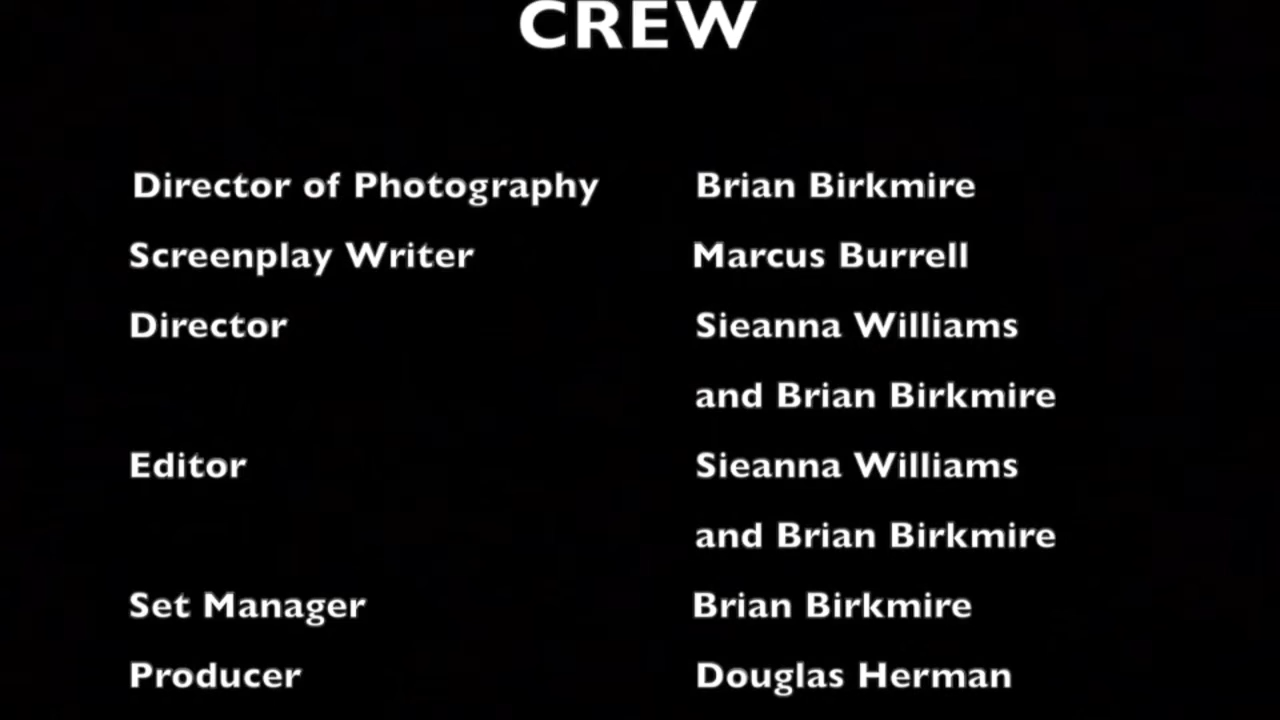 CREW
Director of Photography Brian Birkmire
Screenplay Writer Marcus Burrell
Director Sieanna Williams
and Brian Birkmire
Editor Sieanna Williams
and Brian Birkmire
Set Manager Brian Birkmire
Producer Douglas Herman